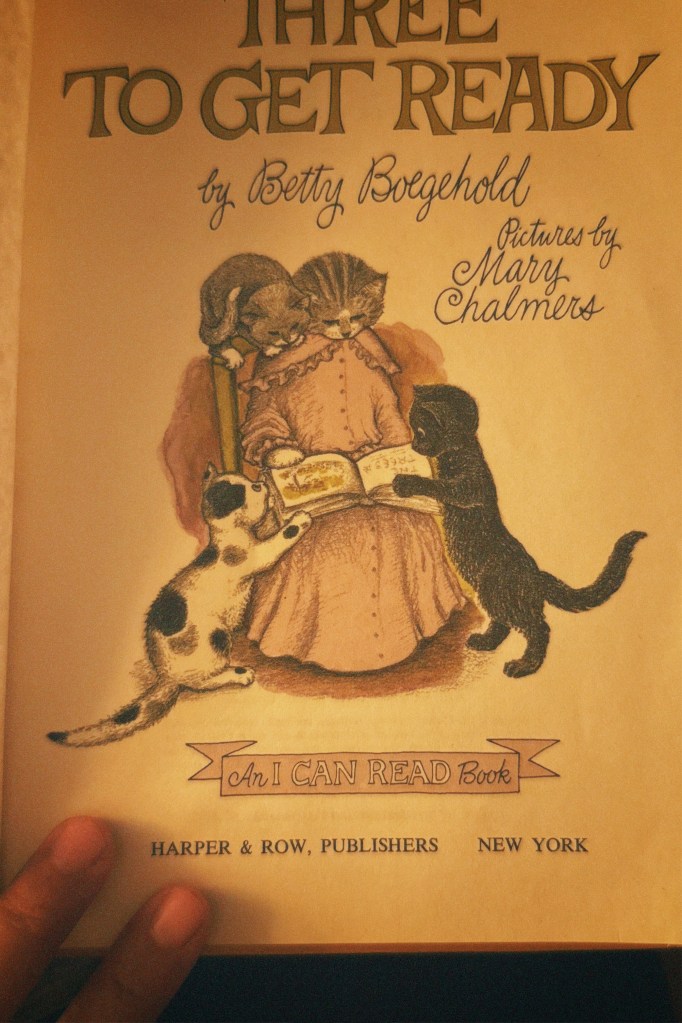 THREE
TO GET READY
by Betty Boegehold
Pictures by
Mary
Chalmers
An I CAN READ Book
HARPER & ROW, PUBLISHERS NEW YORK